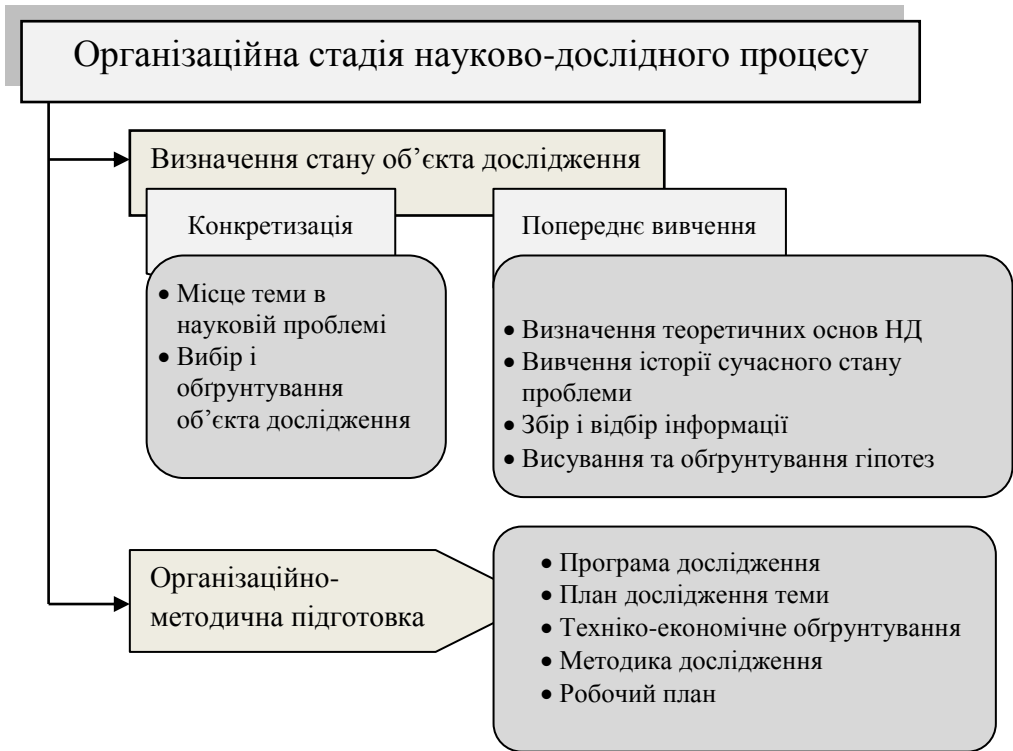 Організаційна стадія науково-дослідного процесу
Визначення стану об’єкта дослідження
Конкретизація
• Місце теми в
науковій проблемі
• Вибір і
обґрунтування
об’єкта дослідження
Попереднє вивчення
• Визначення теоретичних основ НД
• Вивчення історії сучасного стану
проблеми
• Збір і відбір інформації
• Висування та обґрунтування гіпотез
Організаційно-
методична підготовка
• Програма дослідження
• План дослідження теми
• Техніко-економічне обґрунтування
• Методика дослідження
• Робочий план